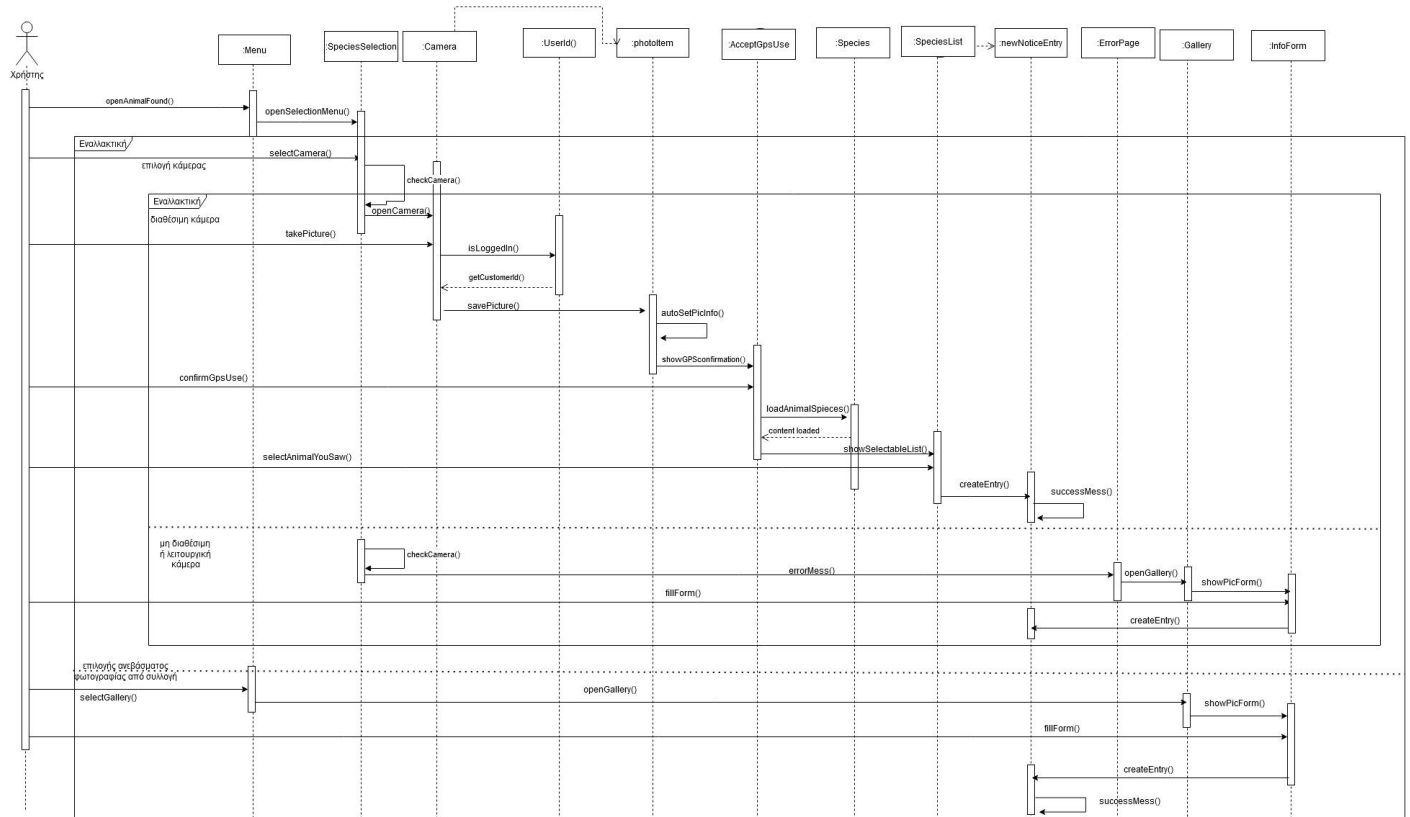 Χρήστης
:Menu
:SpeciesSelection
:Camera
:UserId()
:photoItem
:AcceptGpsUse
:Species
:SpeciesList
:newNoticeEntry
:ErrorPage
:Gallery
:InfoForm
openAnimalFound()
openSelectionMenu()
Εναλλακτική
selectCamera()
επιλογή κάμερας
checkCamera()
Εναλλακτική
διαθέσιμη κάμερα
openCamera()
takePicture()
isLoggedIn()
getCustomerId()
savePicture()
autoSetPicInfo()
showGPSconfirmation()
confirmGpsUse()
loadAnimalSpieces()
content loaded
showSelectableList()
selectAnimalYouSaw()
createEntry()
successMess()
μη διαθέσιμη
ή λειτουργική
κάμερα
checkCamera()
errorMess()
openGallery()
showPicForm()
fillForm()
createEntry()
επιλογής ανεβάσματος
φωτογραφίας από συλλογή
selectGallery()
openGallery()
showPicForm()
fillForm()
createEntry()
successMess()